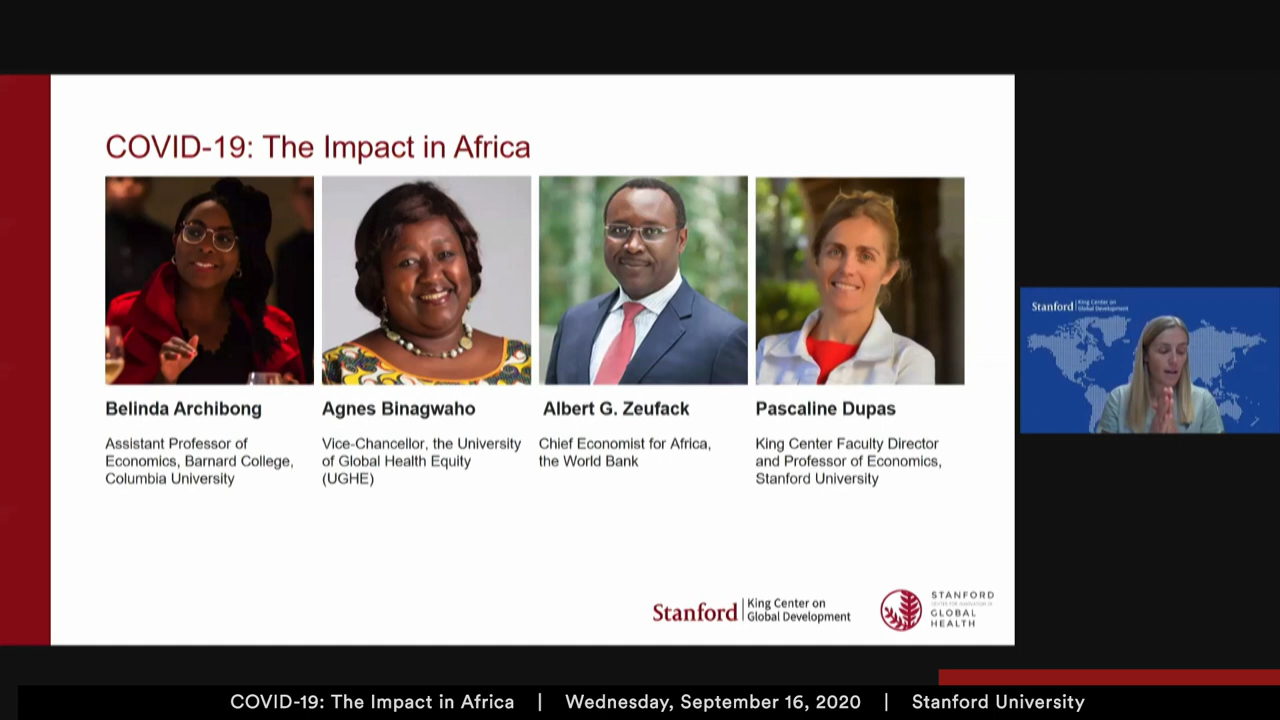 COVID-19: The Impact in Africa
Belinda Archibong
Assistant Professor of
Economics, Barnard College,
Columbia University
Agnes Binagwaho
Vice-Chancellor, the University
of Global Health Equity
(UGHE)
Albert G. Zeufack
Chief Economist for Africa,
the World Bank
Pascaline Dupas
King Center Faculty Director
and Professor of Economics,
Stanford University
Stanford | King Center on
Global Development
STANFORD
GLOBAL
HEALTH
Stanford | King Center on
Global Development
COVID-19: The Impact in Africa | Wednesday, September 16, 2020 | Stanford University